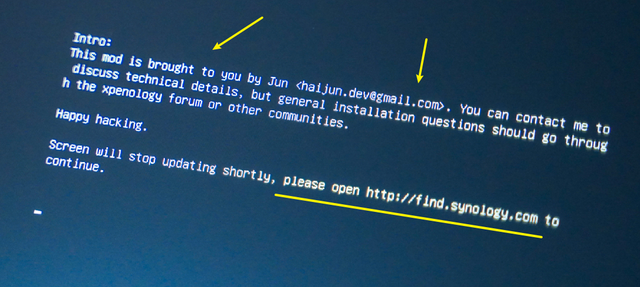 Intro:
This mod is brought to you by Jun <haijun.dev@gmail.com>. You can contact me to
discuss technical details, but general installation questions should go throug
h the xpenology forum or other communities.
Happy hacking.
Screen will stop updating shortly, please open http://find.synology.com to
continue.